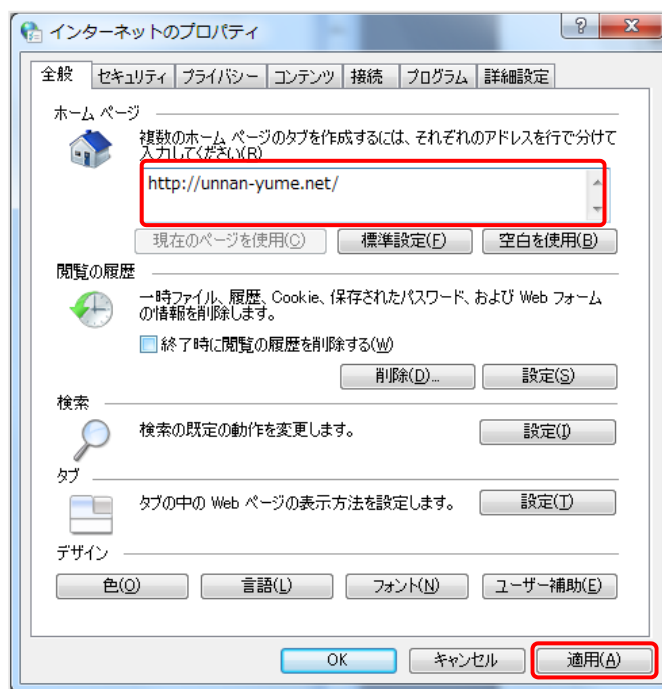 インターネットのプロパティ
全般 セキュリティ プライバシー コンテンツ 接続 プログラム 詳細設定
ホーム ページ
複数のホーム ページのタブを作成するには、それぞれのアドレスを行で分けて
入力してください(R)
http://unnan-yume.net/
現在のページを使用(C) 標準設定(F) 空白を使用(B)
閲覧の履歴
一時ファイル、履歴、Cookie、保存されたパスワード、および Web フォーム
の情報を削除します。
終了時に閲覧の履歴を削除する(W)
削除(D)... 設定(S)
検索
検索の既定の動作を変更します。 設定(I)
タブ
タブの中の Web ページの表示方法を設定します。 設定(T)
デザイン
色(O) 言語(L) フォント(N) ユーザー補助(E)
OK キャンセル 適用(A)